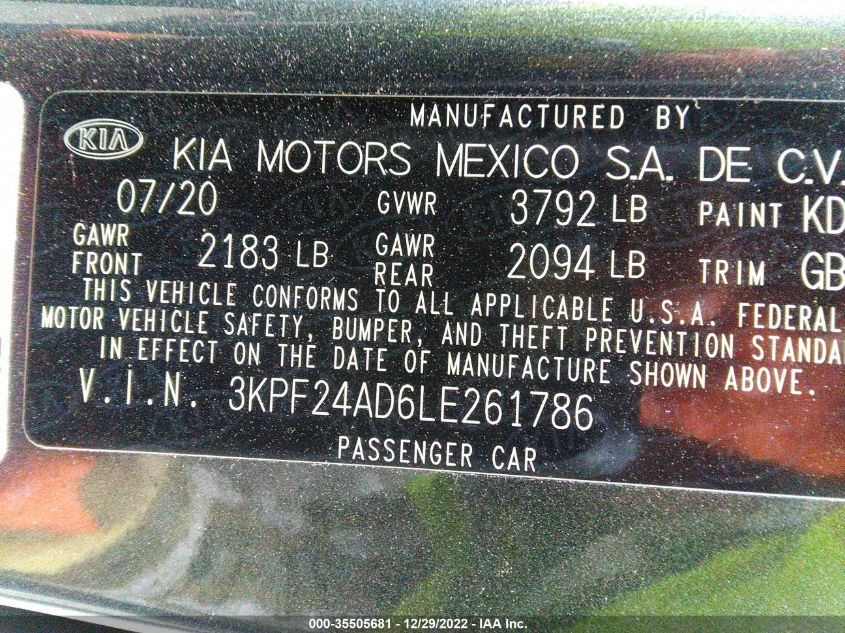 MANUFACTURED BY
KIA KIA MOTORS MEXICO S.A. DE C.V.
07/20 GVWR 3792 LB PAINT KD
GAWR FRONT 2183 LB GAWR REAR 2094 LB TRIM GB
THIS VEHICLE CONFORMS TO ALL APPLICABLE U.S.A. FEDERAL
MOTOR VEHICLE SAFETY, BUMPER, AND THEFT PREVENTION STANDA
IN EFFECT ON THE DATE OF MANUFACTURE SHOWN ABOVE.
V.I.N. 3KPF24AD6LE261786
PASSENGER CAR
000-35505681 - 12/29/2022 - IAA Inc.